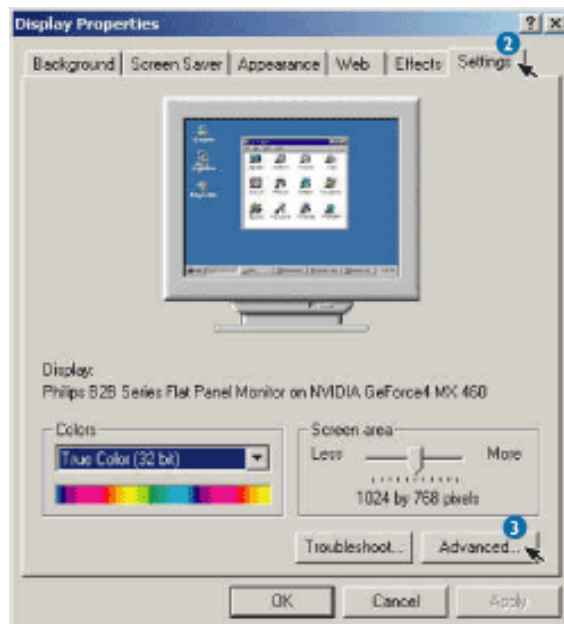 Display Properties
2
Background Screen Saver Appearance Web Effects Settings
Display:
Philips B2B Series Flat Panel Monitor on NVIDIA GeForce4 MX 460
Colors
True Color (32 bit)
Screen area
Less More
1024 by 768 pixels
3
Troubleshoot... Advanced...
OK Cancel Apply